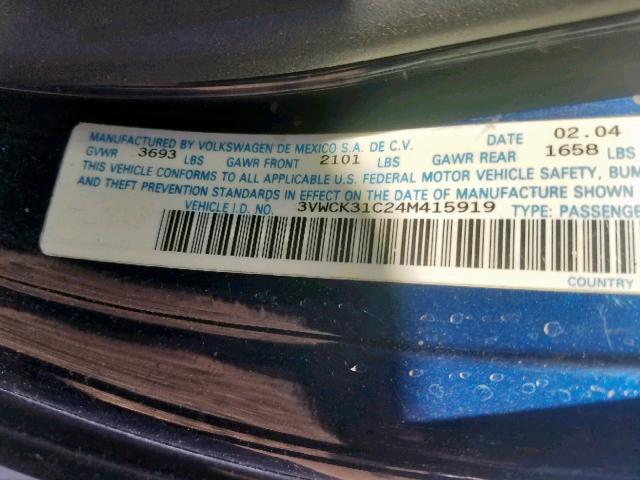 MANUFACTURED BY VOLKSWAGEN DE MEXICO S.A. DE C.V. DATE 02.04
GVWR 3693 LBS GAWR FRONT 2101 LBS GAWR REAR 1658 LBS
THIS VEHICLE CONFORMS TO ALL APPLICABLE U.S. FEDERAL MOTOR VEHICLE SAFETY, BUM
AND THEFT PREVENTION STANDARDS IN EFFECT ON THE DATE OF MANUFACTURE SHOWN
VEHICLE I.D. NO. 3VWCK31C24M415919 TYPE: PASSENGE
COUNTRY